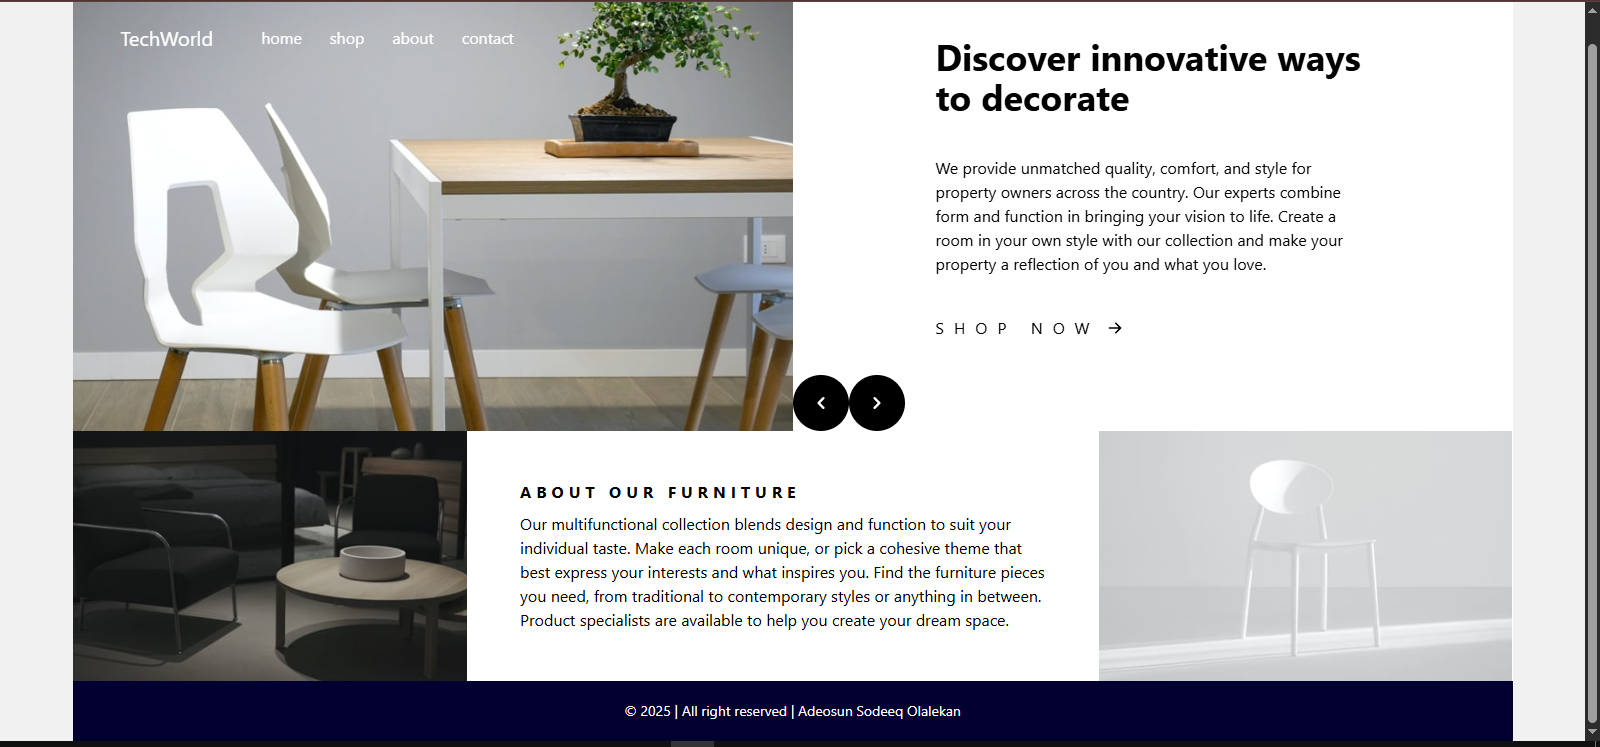 TechWorld home shop about contact
Discover innovative ways
to decorate
We provide unmatched quality, comfort, and style for
property owners across the country. Our experts combine
form and function in bringing your vision to life. Create a
room in your own style with our collection and make your
property a reflection of you and what you love.
SHOP NOW →
ABOUT OUR FURNITURE
Our multifunctional collection blends design and function to suit your
individual taste. Make each room unique, or pick a cohesive theme that
best express your interests and what inspires you. Find the furniture pieces
you need, from traditional to contemporary styles or anything in between.
Product specialists are available to help you create your dream space.
© 2025 | All right reserved | Adeosun Sodeeq Olalekan